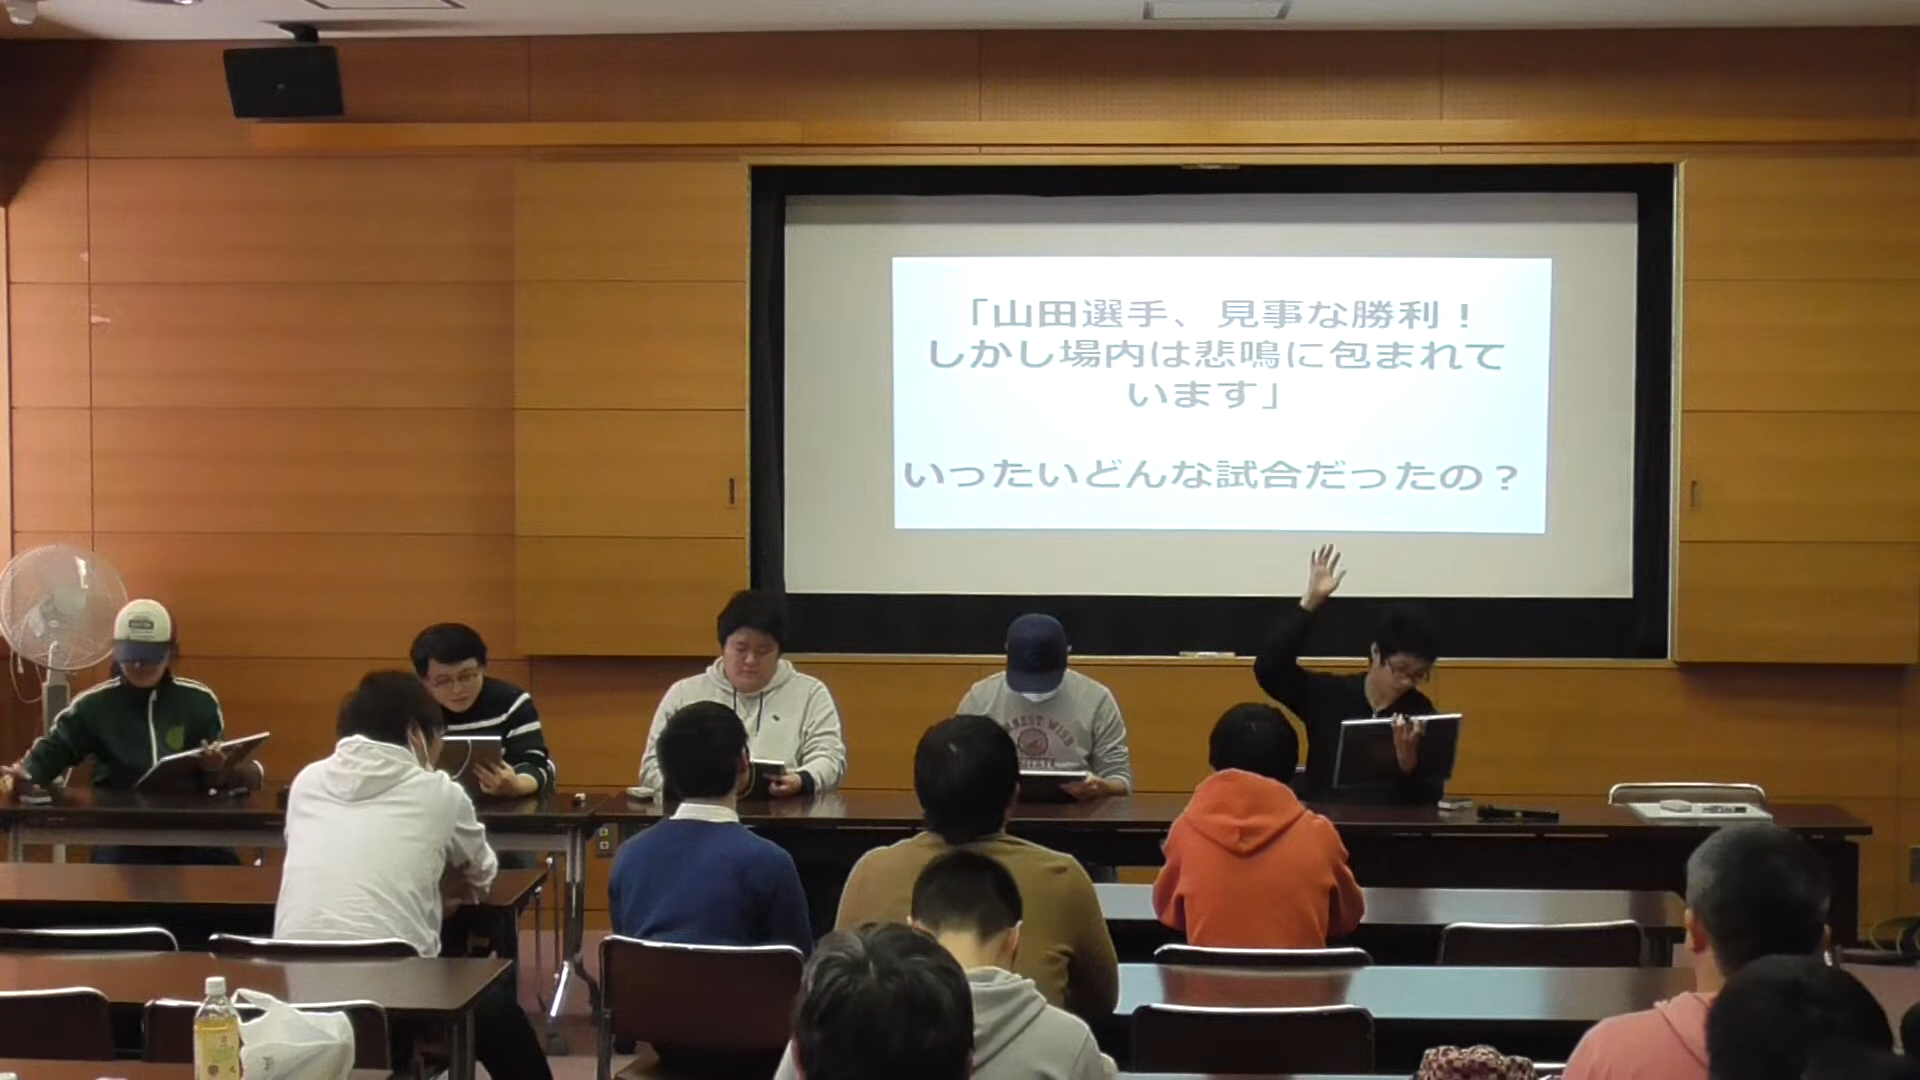 「山田選手、見事な勝利！
しかし場内は悲鳴に包まれて
います」
いったいどんな試合だったの？